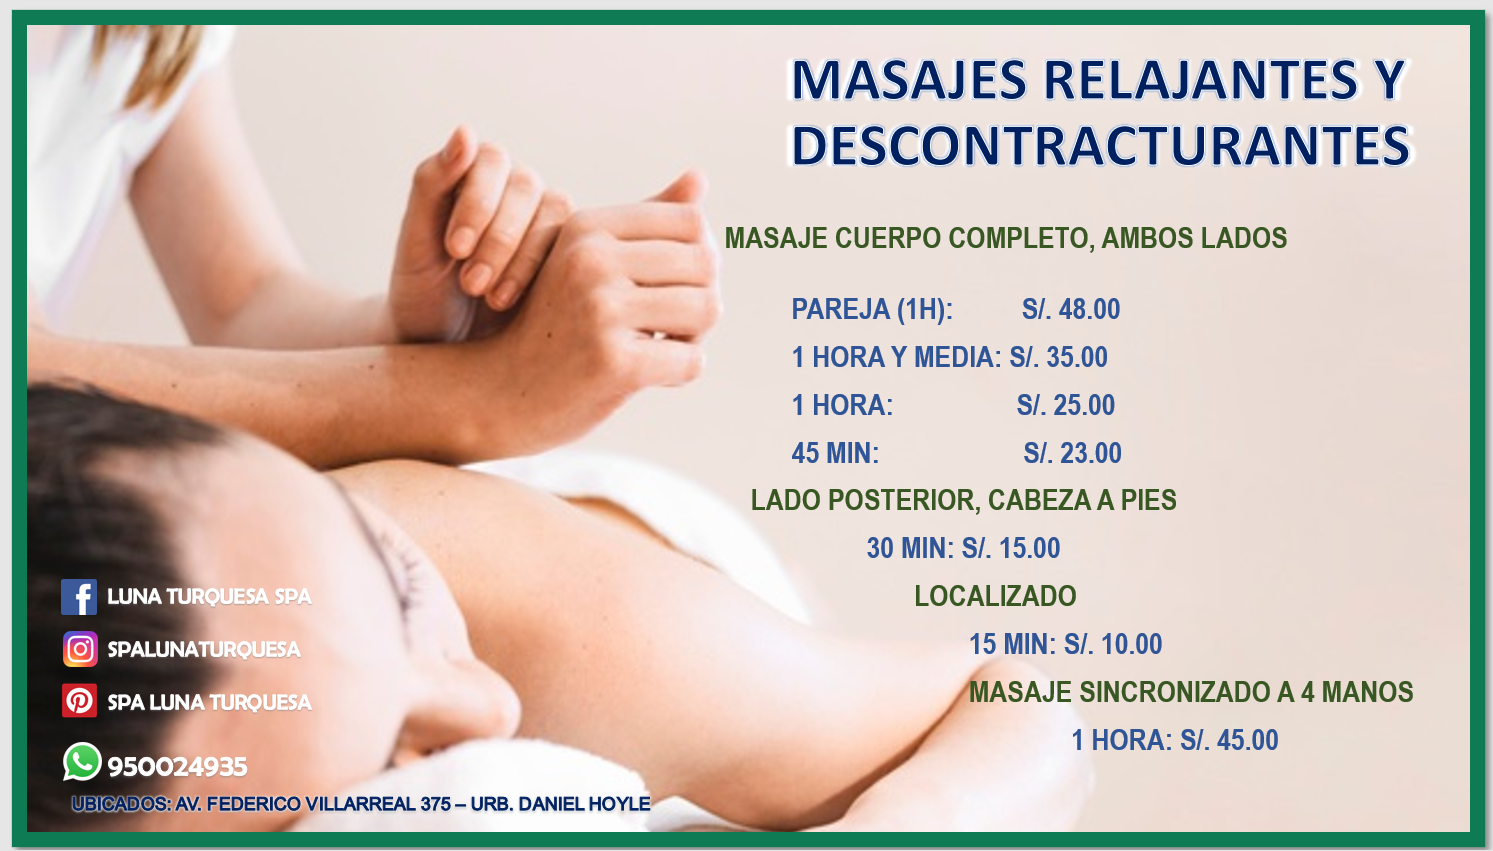 MASAJES RELAJANTES Y
DESCONTRACTURANTES
MASAJE CUERPO COMPLETO, AMBOS LADOS
PAREJA (1H): S/. 48.00
1 HORA Y MEDIA: S/. 35.00
1 HORA: S/. 25.00
45 MIN: S/. 23.00
LADO POSTERIOR, CABEZA A PIES
30 MIN: S/. 15.00
LOCALIZADO
15 MIN: S/. 10.00
MASAJE SINCRONIZADO A 4 MANOS
1 HORA: S/. 45.00
LUNA TURQUESA SPA
SPALUNATURQUESA
SPA LUNA TURQUESA
950024935
UBICADOS: AV. FEDERICO VILLARREAL 375 – URB. DANIEL HOYLE